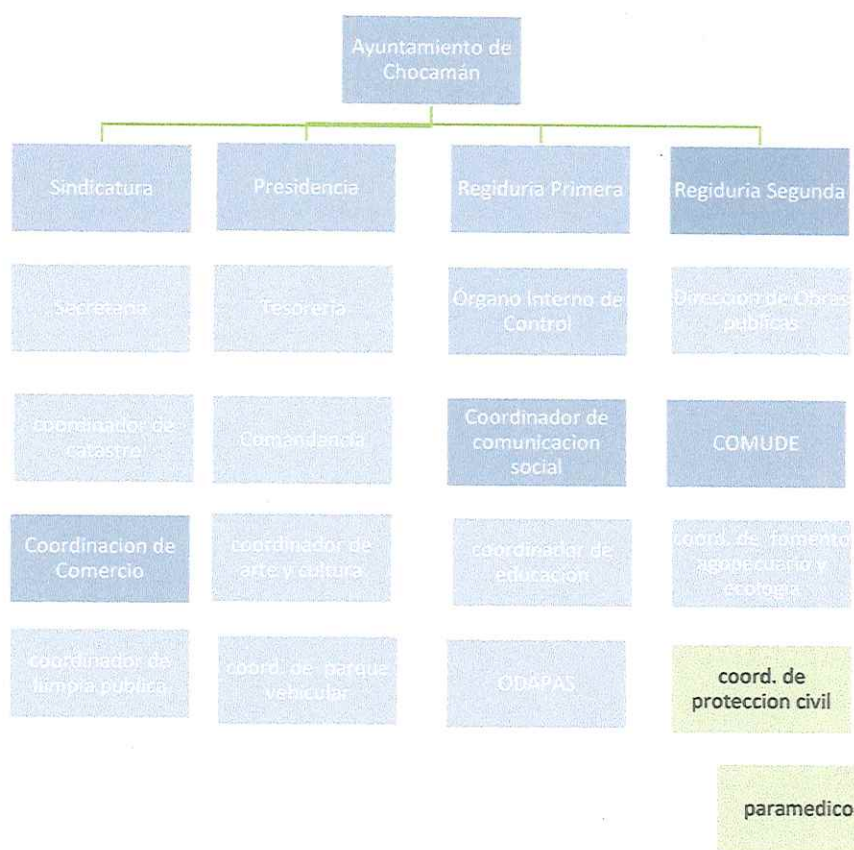 Ayuntamiento de
Chocamán
Sindicatura
Presidencia
Regiduria Primera
Regiduria Segunda
Secretaria
Tesoreria
Órgano Interno de
Control
Direccion de Obras
publicas
coordinador de
catastro
Comandancia
Coordinador de
comunicacion
social
COMUDE
Coordinacion de
Comercio
coordinador de
arte y cultura
coordinador de
educacion
coord. de fomento
agopecuario y
ecologia
coordinador de
limpia publica
coord. de parque
vehicular
ODAPAS
coord. de
proteccion civil
paramedico